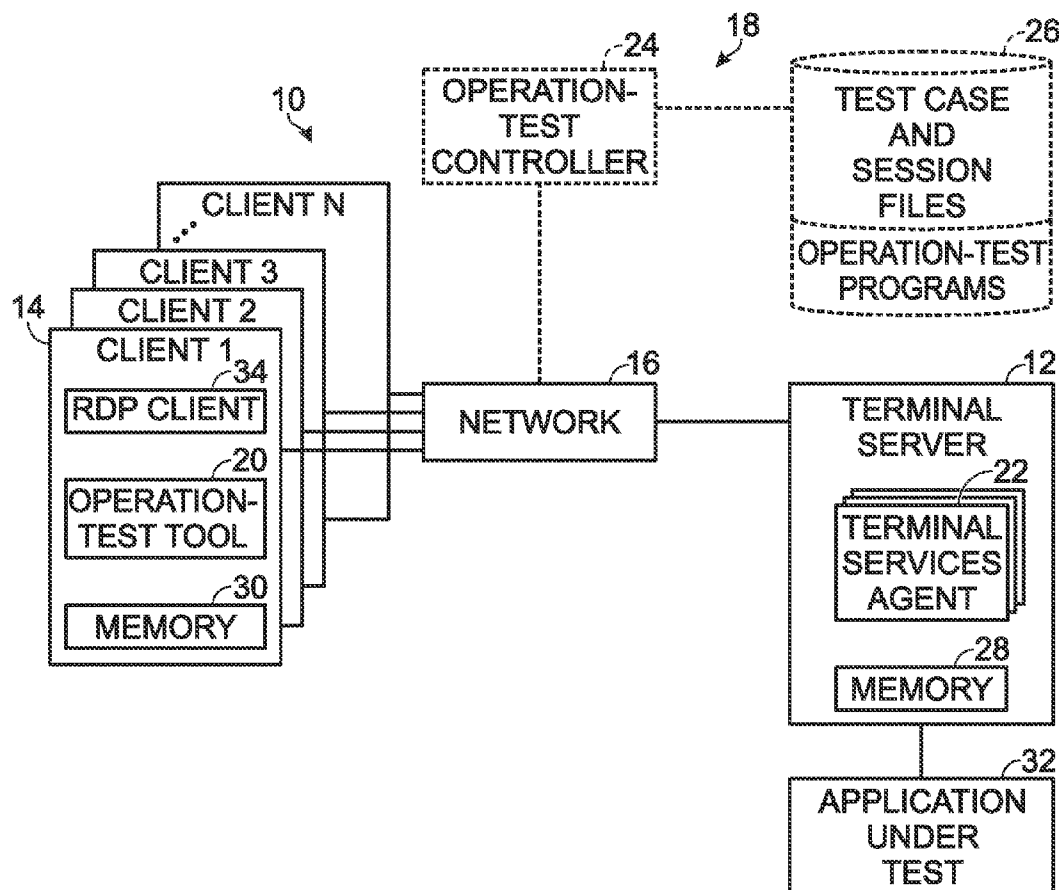 10
24
OPERATION-
TEST
CONTROLLER
18
26
TEST CASE
AND
SESSION
FILES
OPERATION-TEST
PROGRAMS
CLIENT N
CLIENT 3
CLIENT 2
14
CLIENT 1
34
RDP CLIENT
20
OPERATION-
TEST TOOL
30
MEMORY
16
NETWORK
12
TERMINAL
SERVER
22
TERMINAL
SERVICES
AGENT
28
MEMORY
32
APPLICATION
UNDER
TEST